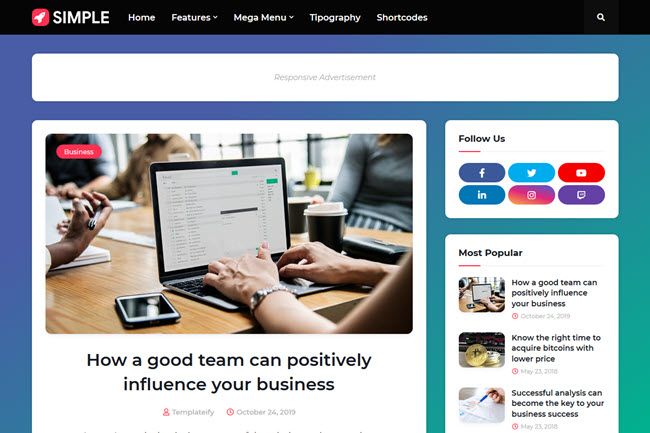 SIMPLE
Home
Features
Mega Menu
Tipography
Shortcodes
Responsive Advertisement
Business
How a good team can positively
influence your business
Templateify
October 24, 2019
Follow Us
Most Popular
How a good team can
positively influence your
business
October 24, 2019
Know the right time to
acquire bitcoins with
lower price
May 23, 2018
Successful analysis can
become the key to your
business success
May 23, 2018